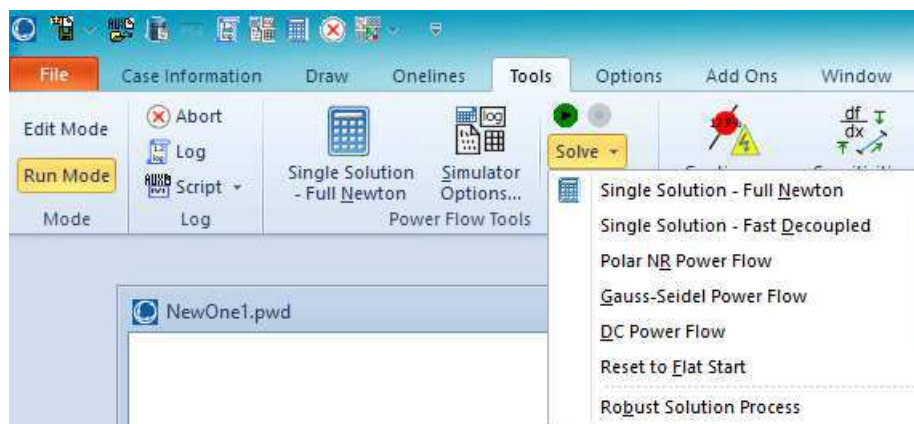 File Case Information Draw Onelines Tools Options Add Ons Window
Edit Mode
Run Mode
Mode
Abort
Log
Script
Log
Single Solution
- Full Newton
Simulator
Options...
Power Flow Tools
Solve
df
dx
Single Solution - Full Newton
Single Solution - Fast Decoupled
Polar NR Power Flow
Gauss-Seidel Power Flow
DC Power Flow
Reset to Flat Start
Robust Solution Process
NewOne1.pwd